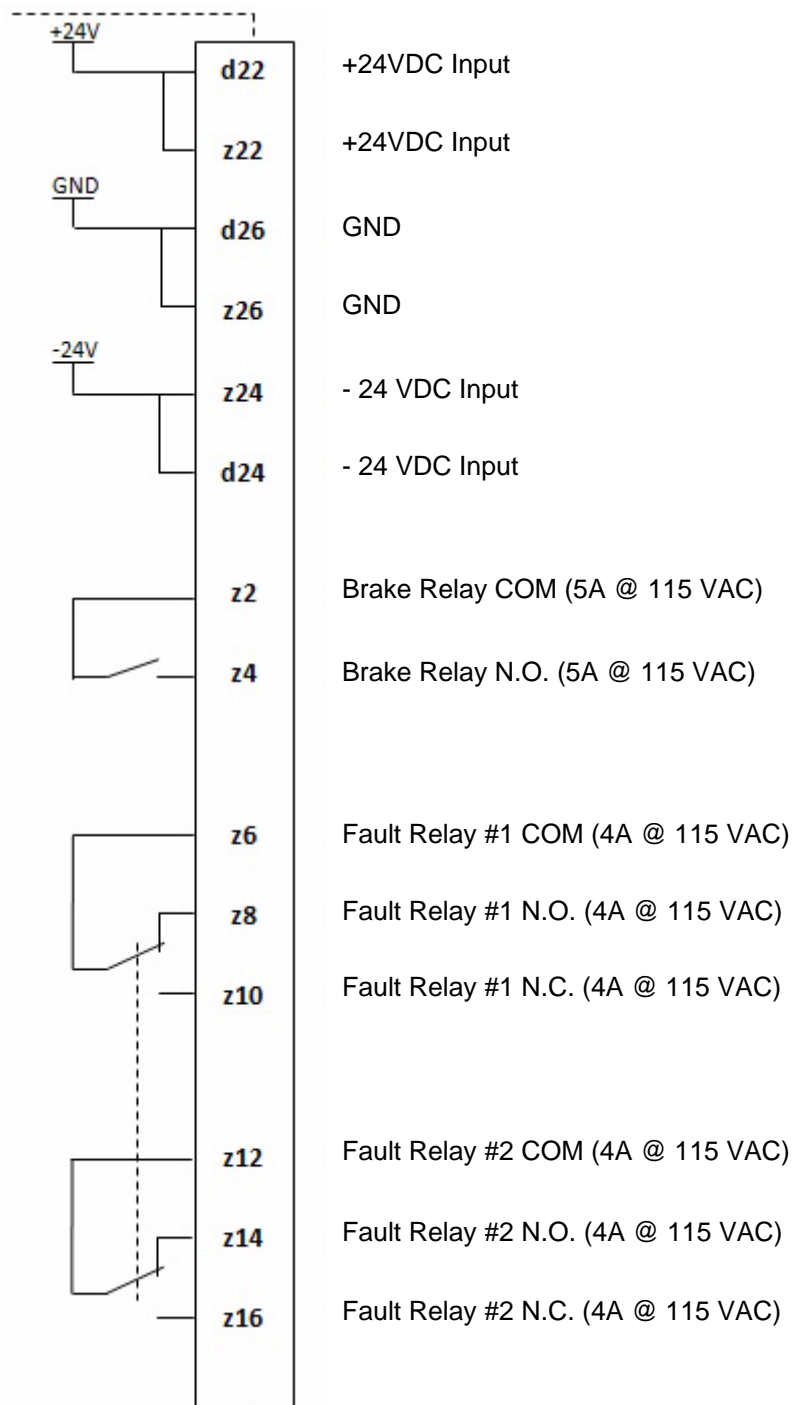 +24V
d22 +24VDC Input
z22 +24VDC Input
GND
d26 GND
z26 GND
-24V
z24 - 24 VDC Input
d24 - 24 VDC Input
z2 Brake Relay COM (5A @ 115 VAC)
z4 Brake Relay N.O. (5A @ 115 VAC)
z6 Fault Relay #1 COM (4A @ 115 VAC)
z8 Fault Relay #1 N.O. (4A @ 115 VAC)
z10 Fault Relay #1 N.C. (4A @ 115 VAC)
z12 Fault Relay #2 COM (4A @ 115 VAC)
z14 Fault Relay #2 N.O. (4A @ 115 VAC)
z16 Fault Relay #2 N.C. (4A @ 115 VAC)